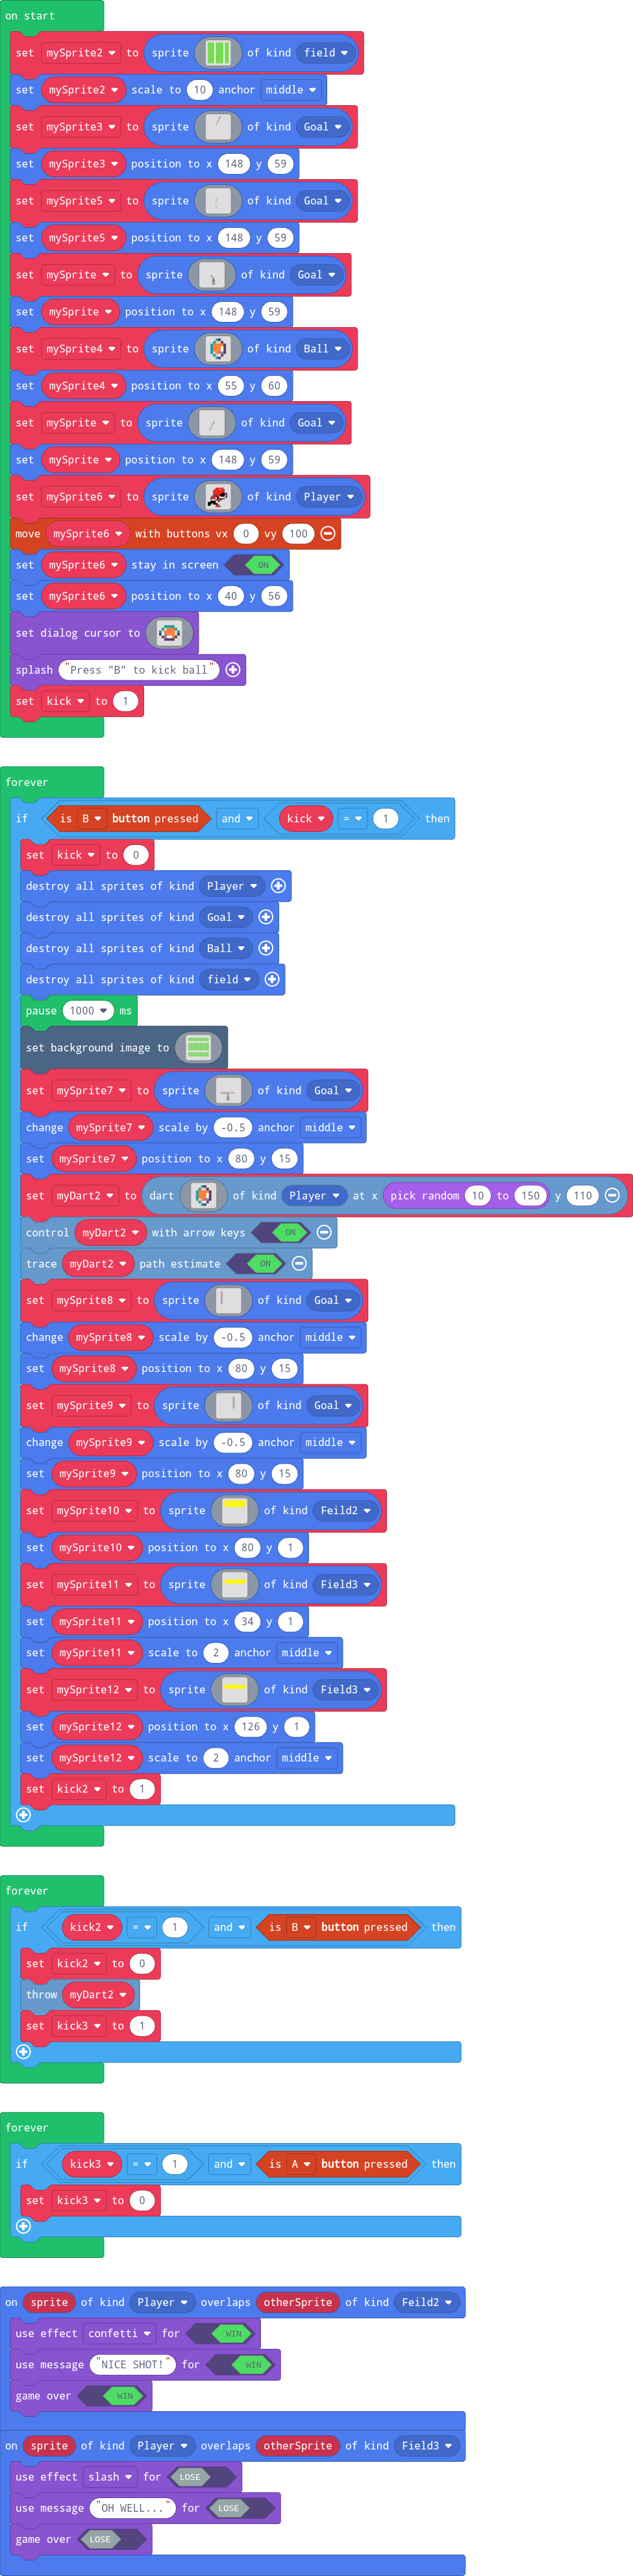 on start
set mySprite2 to sprite of kind field
set mySprite2 scale to 10 anchor middle
set mySprite3 to sprite of kind Goal
set mySprite3 position to x 148 y 59
set mySprite5 to sprite of kind Goal
set mySprite5 position to x 148 y 59
set mySprite to sprite of kind Goal
set mySprite position to x 148 y 59
set mySprite4 to sprite of kind Ball
set mySprite4 position to x 55 y 60
set mySprite to sprite of kind Goal
set mySprite position to x 148 y 59
set mySprite6 to sprite of kind Player
move mySprite6 with buttons vx 0 vy 100
set mySprite6 stay in screen ON
set mySprite6 position to x 40 y 56
set dialog cursor to
splash "Press "B" to kick ball"
set kick to 1
forever
if is B button pressed and kick = 1 then
set kick to 0
destroy all sprites of kind Player
destroy all sprites of kind Goal
destroy all sprites of kind Ball
destroy all sprites of kind field
pause 1000 ms
set background image to
set mySprite7 to sprite of kind Goal
change mySprite7 scale by -0.5 anchor middle
set mySprite7 position to x 80 y 15
set myDart2 to dart of kind Player at x pick random 10 to 150 y 110
control myDart2 with arrow keys ON
trace myDart2 path estimate ON
set mySprite8 to sprite of kind Goal
change mySprite8 scale by -0.5 anchor middle
set mySprite8 position to x 80 y 15
set mySprite9 to sprite of kind Goal
change mySprite9 scale by -0.5 anchor middle
set mySprite9 position to x 80 y 15
set mySprite10 to sprite of kind Feild2
set mySprite10 position to x 80 y 1
set mySprite11 to sprite of kind Field3
set mySprite11 position to x 34 y 1
set mySprite11 scale to 2 anchor middle
set mySprite12 to sprite of kind Field3
set mySprite12 position to x 126 y 1
set mySprite12 scale to 2 anchor middle
set kick2 to 1
forever
if kick2 = 1 and is B button pressed then
set kick2 to 0
throw myDart2
set kick3 to 1
forever
if kick3 = 1 and is A button pressed then
set kick3 to 0
on sprite of kind Player overlaps otherSprite of kind Feild2
use effect confetti for WIN
use message "NICE SHOT!" for WIN
game over WIN
on sprite of kind Player overlaps otherSprite of kind Field3
use effect slash for LOSE
use message "OH WELL..." for LOSE
game over LOSE